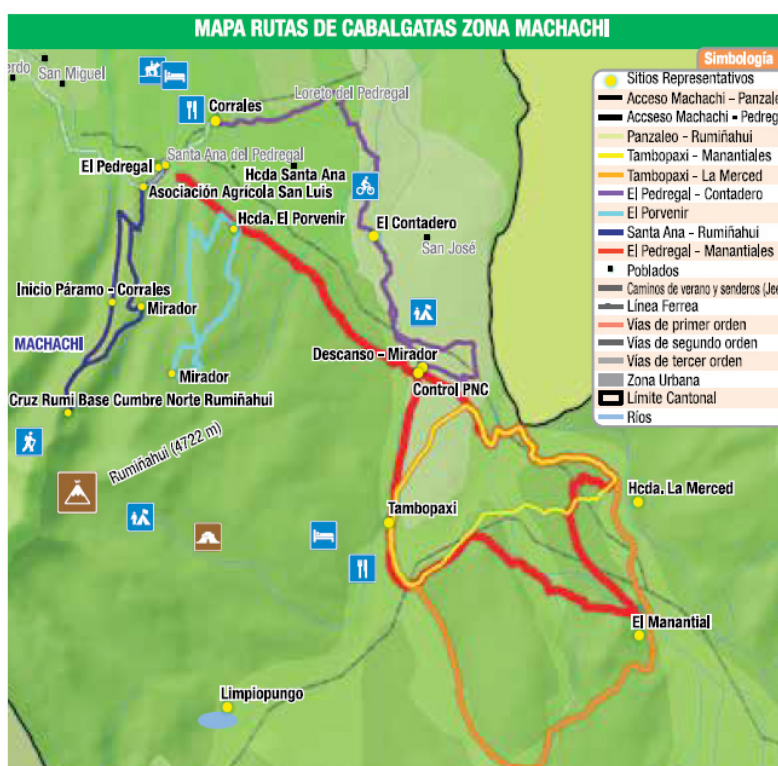 MAPA RUTAS DE CABALGATAS ZONA MACHACHI
Simbología
Sitios Representativos
Acceso Machachi - Panzale
Accseso Machachi - Pedreg
Panzaleo - Rumiñahui
Tambopaxi - Manantiales
Tambopaxi - La Merced
El Pedregal - Contadero
El Porvenir
Santa Ana - Rumiñahui
El Pedregal - Manantiales
Poblados
Caminos de verano y senderos (Jee
Línea Ferrea
Vías de primer orden
Vías de segundo orden
Vías de tercer orden
Zona Urbana
Límite Cantonal
Ríos
erdo
San Miguel
Loreto del Pedregal
Corrales
Santa Ana del Pedregal
El Pedregal
Hcda Santa Ana
Asociación Agrícola San Luis
Hcda. El Porvenir
El Contadero
San José
Inicio Páramo - Corrales
Mirador
MACHACHI
Descanso - Mirador
Mirador
Control PNC
Cruz Rumi Base Cumbre Norte Rumiñahui
Rumiñahui (4722 m)
Hcda. La Merced
Tambopaxi
El Manantial
Limpiopungo